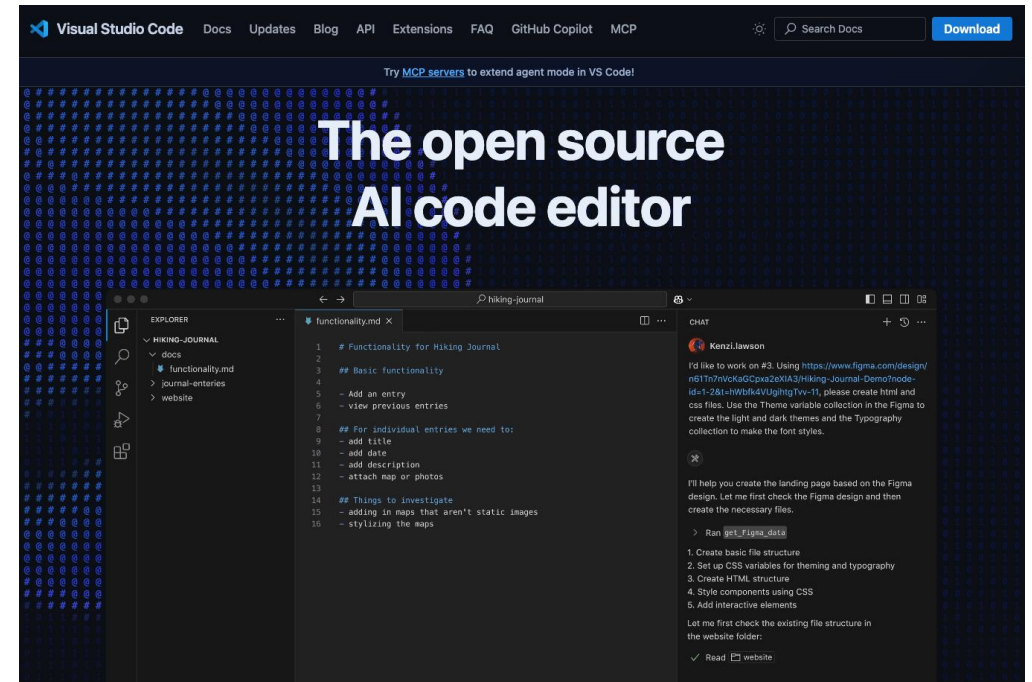 Visual Studio Code Docs Updates Blog API Extensions FAQ GitHub Copilot MCP Search Docs Download
Try MCP servers to extend agent mode in VS Code!
The open source
AI code editor
hiking-journal
EXPLORER
HIKING-JOURNAL
docs
functionality.md
journal-enteries
website
functionality.md
1 # Functionality for Hiking Journal
2
3 ## Basic functionality
4
5 – Add an entry
6 – view previous entries
7
8 ## For individual entries we need to:
9 – add title
10 – add date
11 – add description
12 – attach map or photos
13
14 ## Things to investigate
15 – adding in maps that aren't static images
16 – stylizing the maps
CHAT
Kenzi.lawson
I'd like to work on #3. Using https://www.figma.com/design/
n61Tn7nVcKaGCpxa2eXIA3/Hiking-Journal-Demo?node-
id=1-2&t=hWbfk4VUgihtgTvv-11, please create html and
css files. Use the Theme variable collection in the Figma to
create the light and dark themes and the Typography
collection to make the font styles.
I'll help you create the landing page based on the Figma
design. Let me first check the Figma design and then
create the necessary files.
Ran get_Figma_data
1. Create basic file structure
2. Set up CSS variables for theming and typography
3. Create HTML structure
4. Style components using CSS
5. Add interactive elements
Let me first check the existing file structure in
the website folder:
Read website